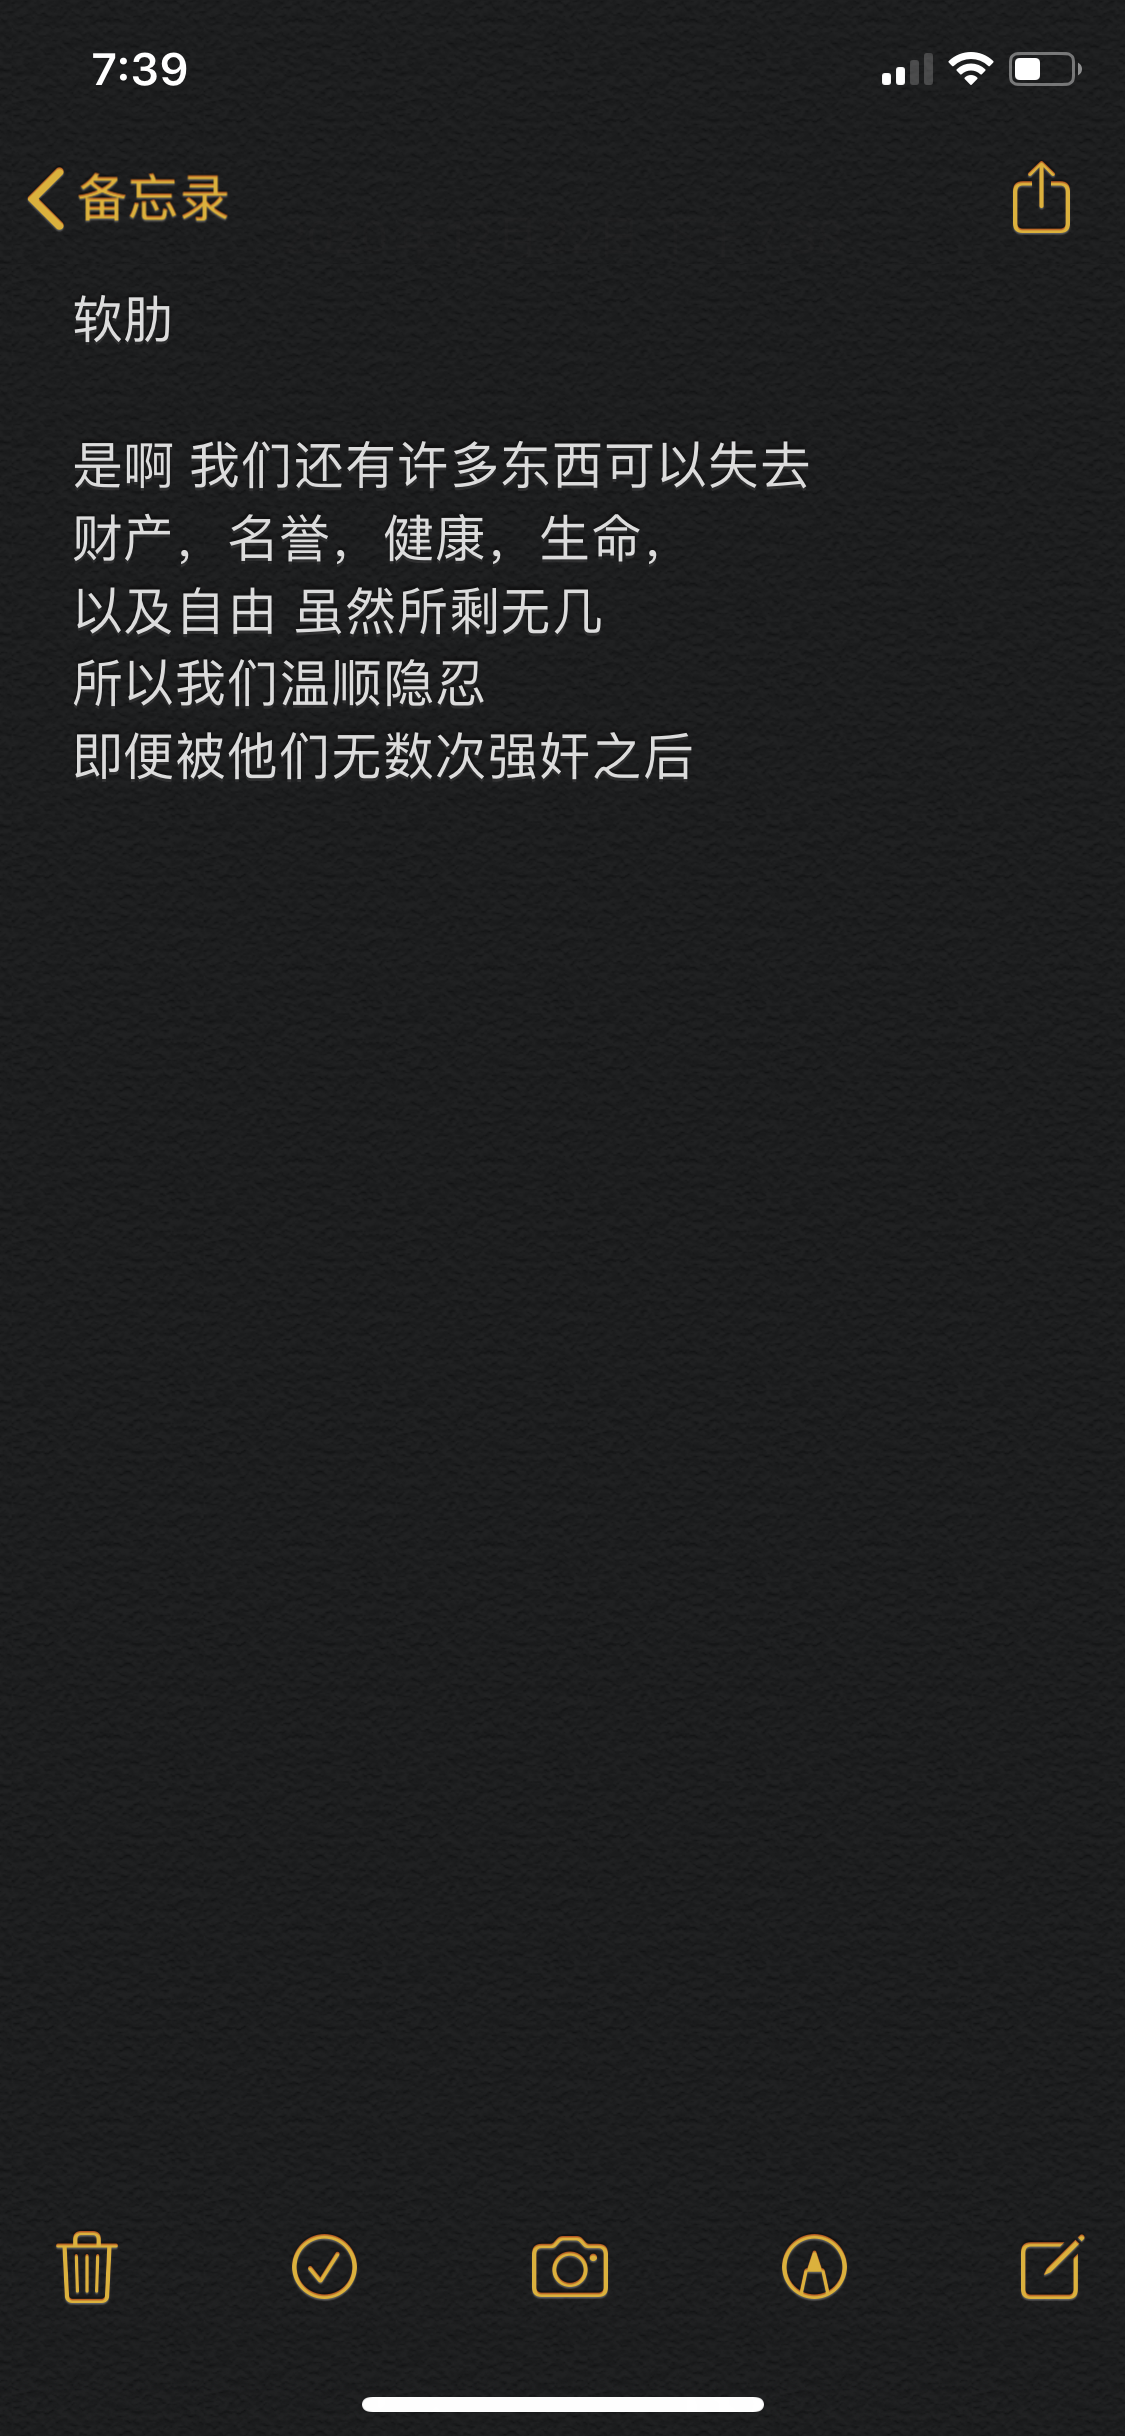 7:39
备忘录
软肋
是啊 我们还有许多东西可以失去
财产，名誉，健康，生命，
以及自由 虽然所剩无几
所以我们温顺隐忍
即便被他们无数次强奸之后